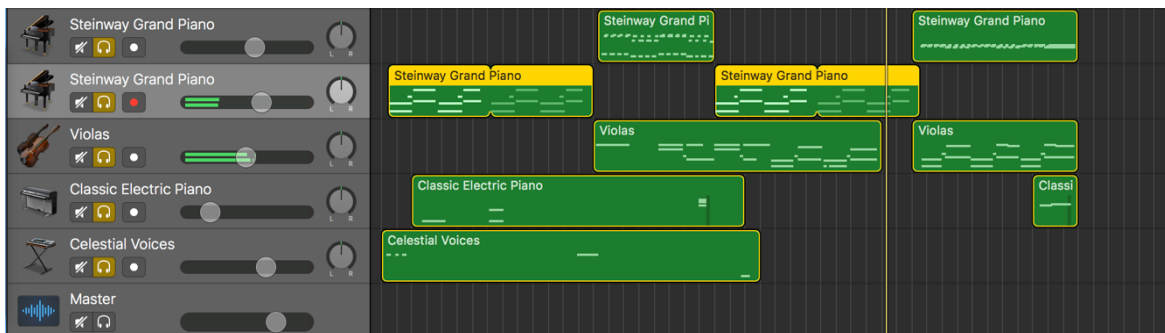 Steinway Grand Piano
L R
Steinway Grand Pi
Steinway Grand Piano
Steinway Grand Piano
L R
Steinway Grand Piano
Steinway Grand Piano
Violas
L R
Violas
Violas
Classic Electric Piano
L R
Classic Electric Piano
Classi
Celestial Voices
L R
Celestial Voices
Master